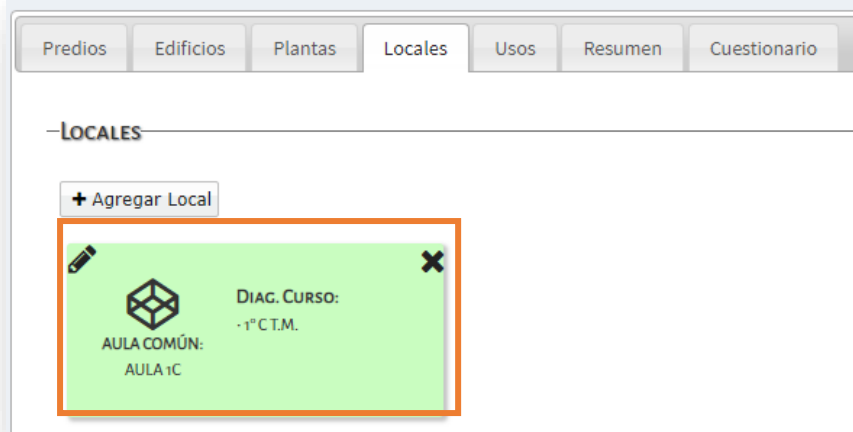 Predios Edificios Plantas Locales Usos Resumen Cuestionario
LOCALES
+ Agregar Local
DIAG. CURSO:
- 1° C T.M.
AULA COMÚN:
AULA 1C